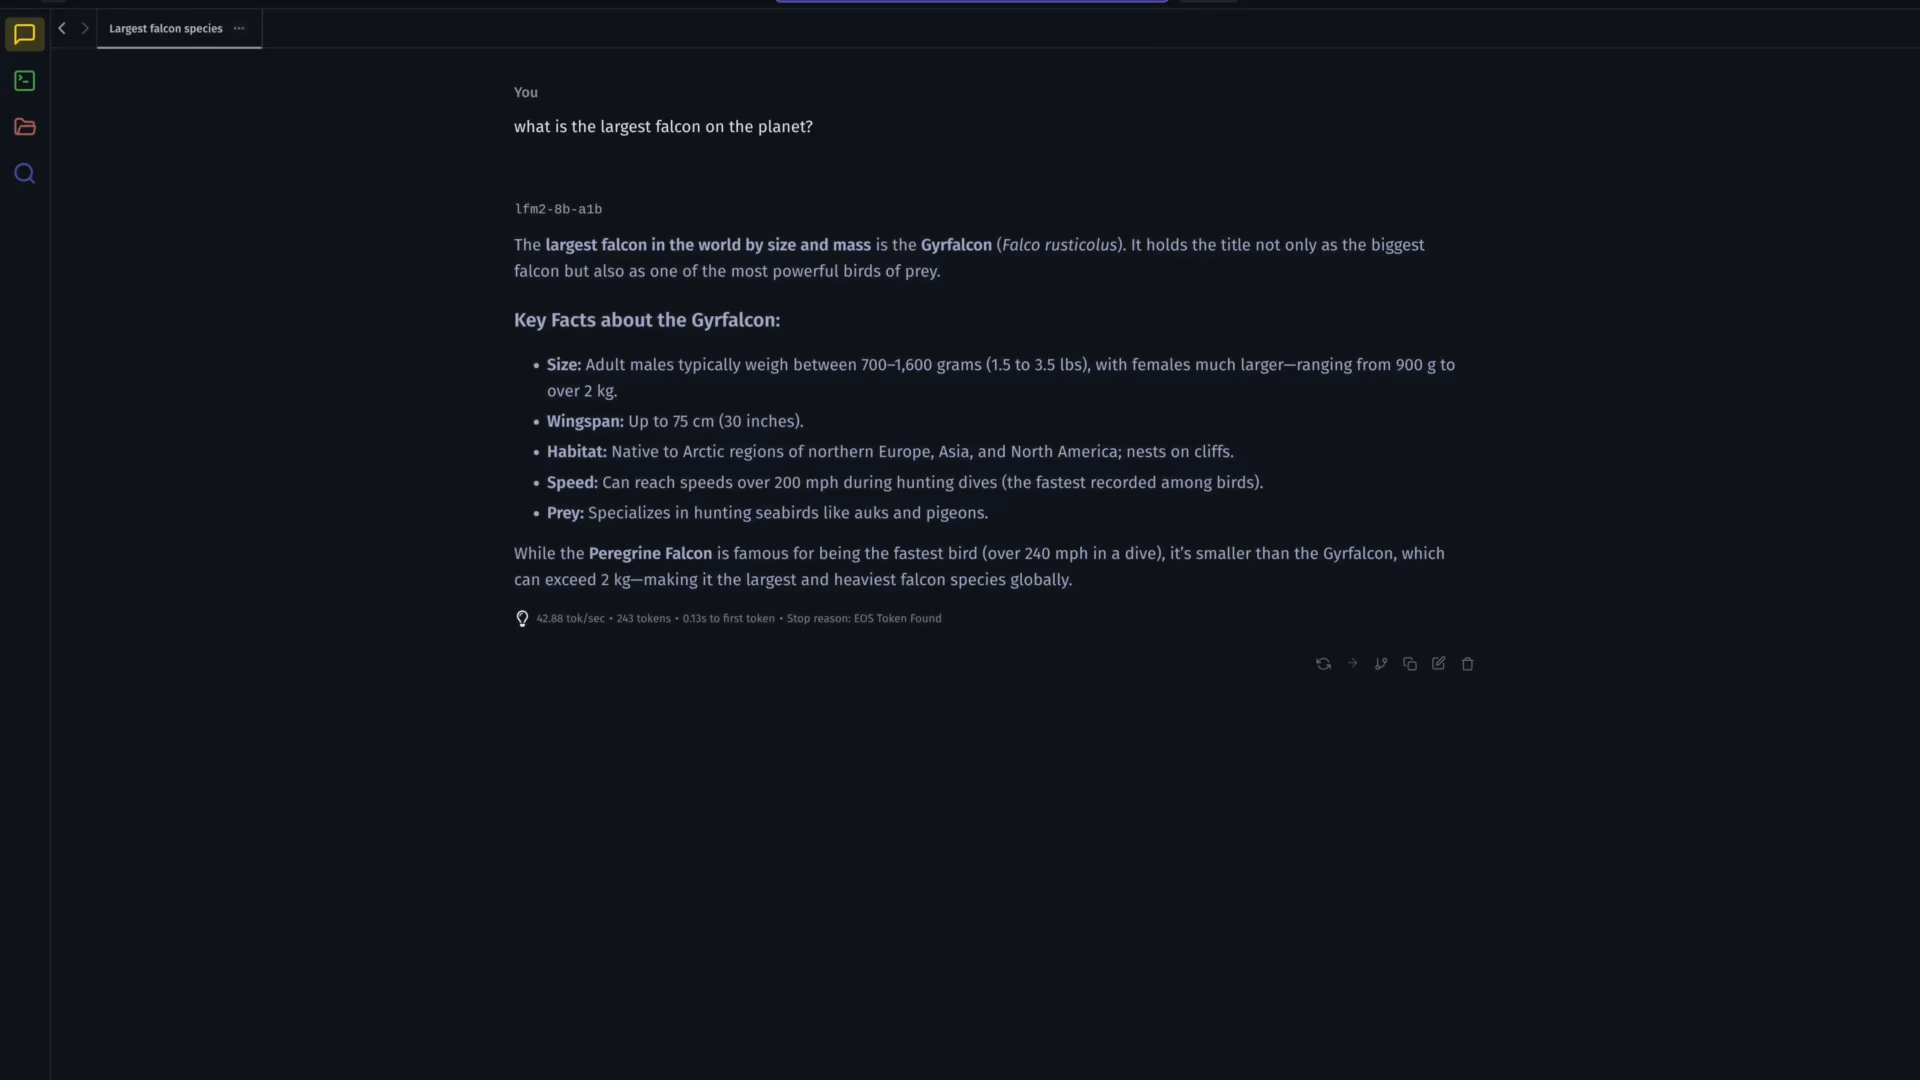 Largest falcon species
You
what is the largest falcon on the planet?
lfm2-8b-a1b
The largest falcon in the world by size and mass is the Gyrfalcon (Falco rusticolus). It holds the title not only as the biggest
falcon but also as one of the most powerful birds of prey.
Key Facts about the Gyrfalcon:
• Size: Adult males typically weigh between 700–1,600 grams (1.5 to 3.5 lbs), with females much larger—ranging from 900 g to
over 2 kg.
• Wingspan: Up to 75 cm (30 inches).
• Habitat: Native to Arctic regions of northern Europe, Asia, and North America; nests on cliffs.
• Speed: Can reach speeds over 200 mph during hunting dives (the fastest recorded among birds).
• Prey: Specializes in hunting seabirds like auks and pigeons.
While the Peregrine Falcon is famous for being the fastest bird (over 240 mph in a dive), it’s smaller than the Gyrfalcon, which
can exceed 2 kg—making it the largest and heaviest falcon species globally.
42.88 tok/sec • 243 tokens • 0.13s to first token • Stop reason: EOS Token Found